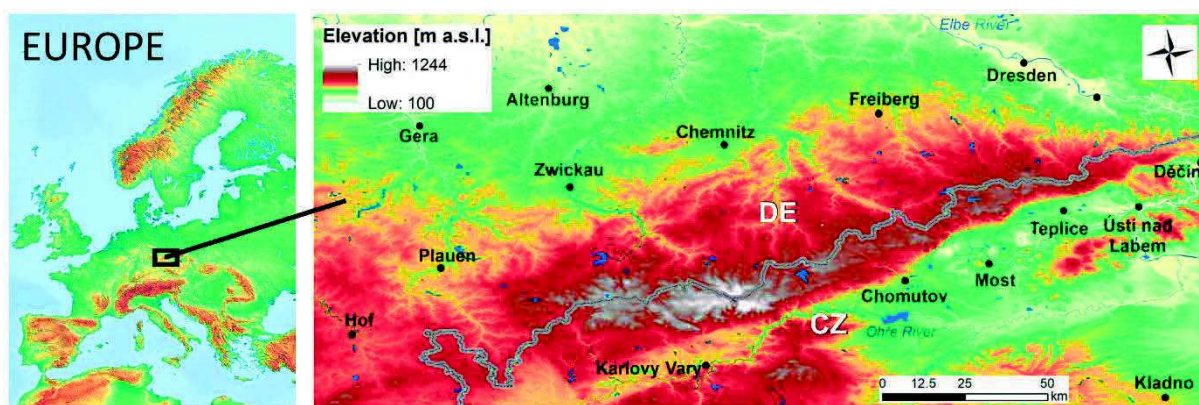 EUROPE
Elevation [m a.s.l.]
High: 1244
Low: 100
Elbe River
Dresden
Altenburg
Freiberg
Gera
Chemnitz
Zwickau
Děčín
DE
Teplice
Ústí nad
Labem
Plauen
Most
Chomutov
Hof
CZ
Ohře River
Karlovy Vary
0 12.5 25 50
km
Kladno